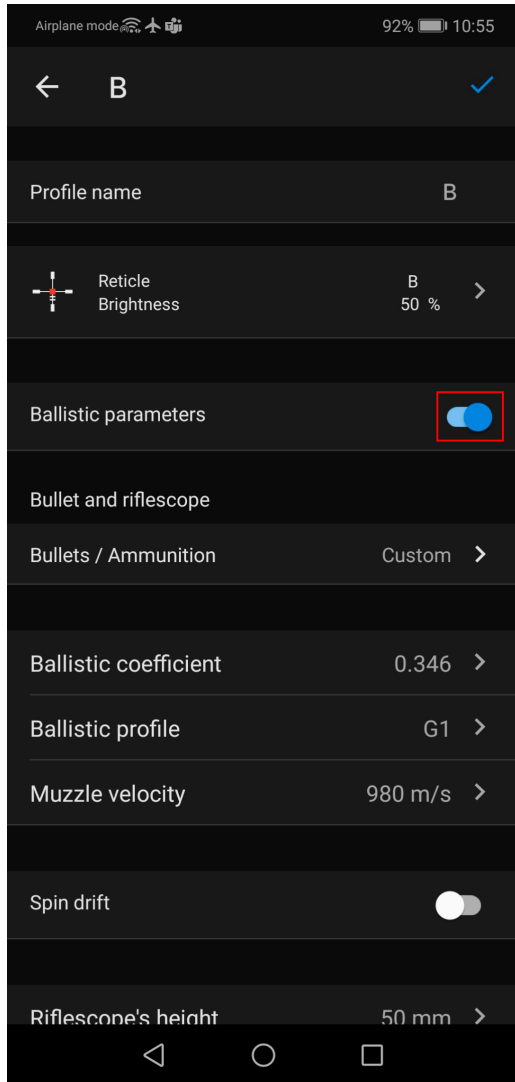 Airplane mode 92% 10:55
B
Profile name B
Reticle B
Brightness 50 %
Ballistic parameters
Bullet and riflescope
Bullets / Ammunition Custom
Ballistic coefficient 0.346
Ballistic profile G1
Muzzle velocity 980 m/s
Spin drift
Riflescope's height 50 mm